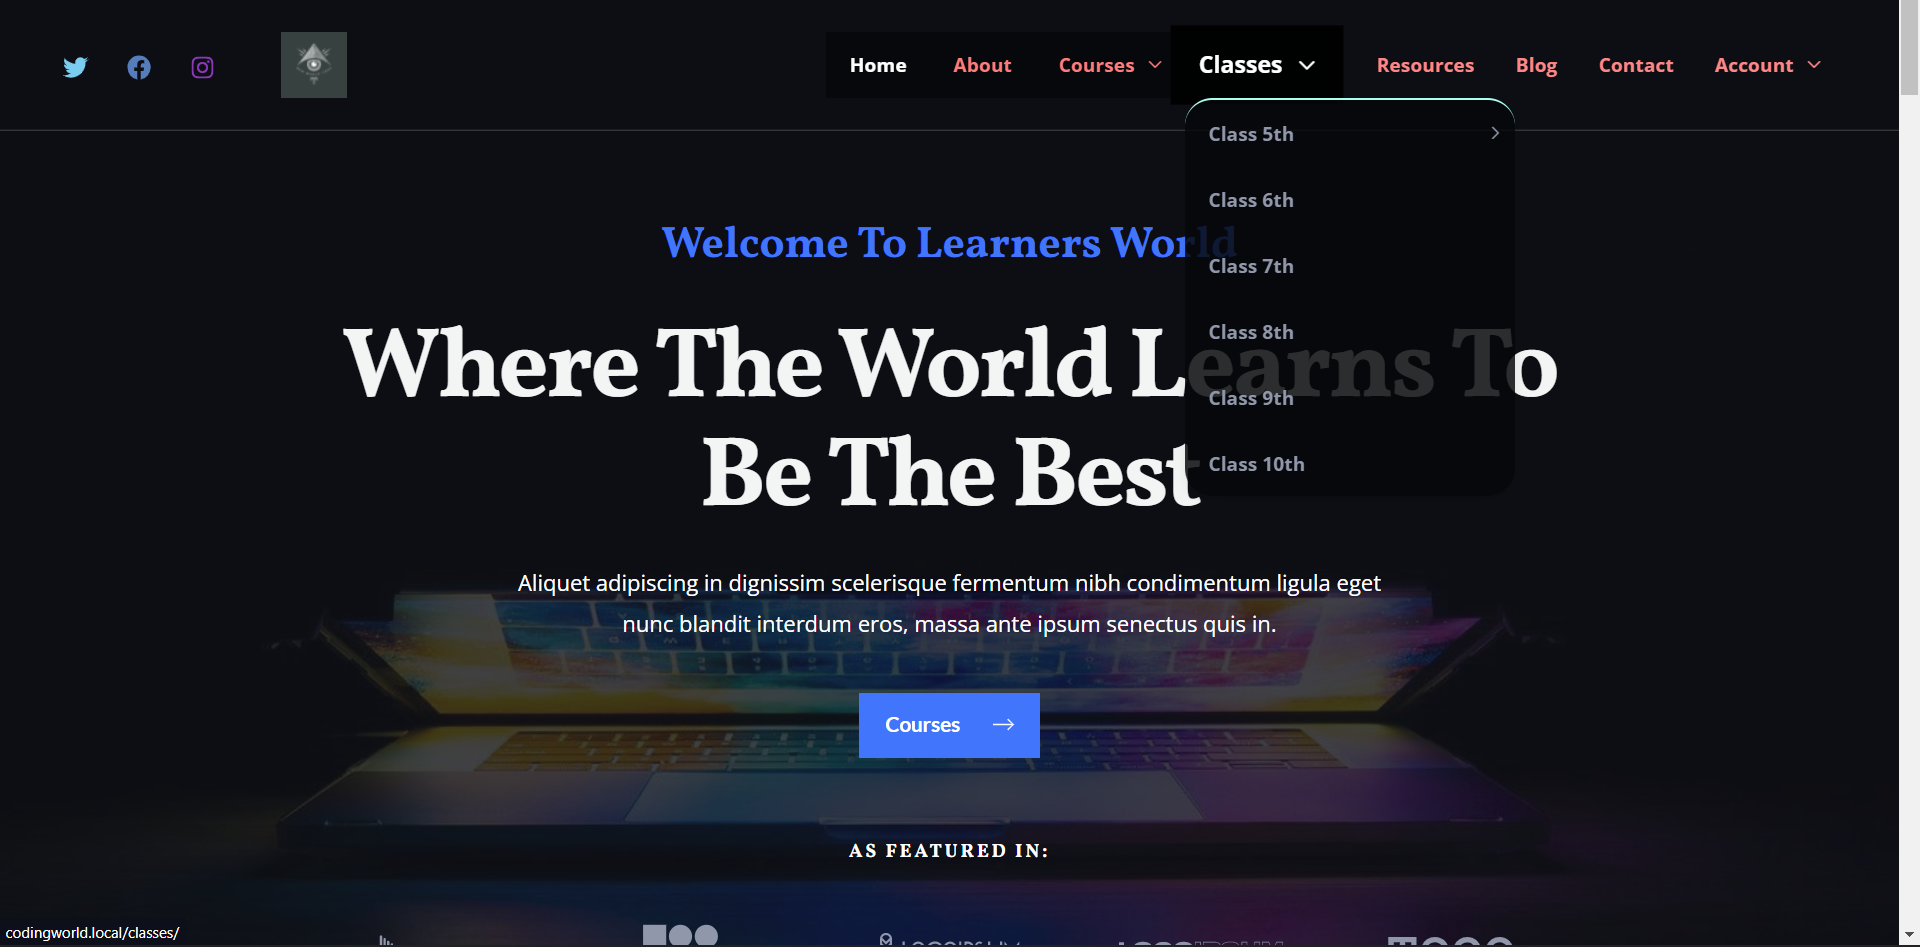 Home About Courses Classes Resources Blog Contact Account
Class 5th
Class 6th
Class 7th
Class 8th
Class 9th
Class 10th
Welcome To Learners World
Where The World Learns To
Be The Best
Aliquet adipiscing in dignissim scelerisque fermentum nibh condimentum ligula eget
nunc blandit interdum eros, massa ante ipsum senectus quis in.
Courses
AS FEATURED IN:
codingworld.local/classes/